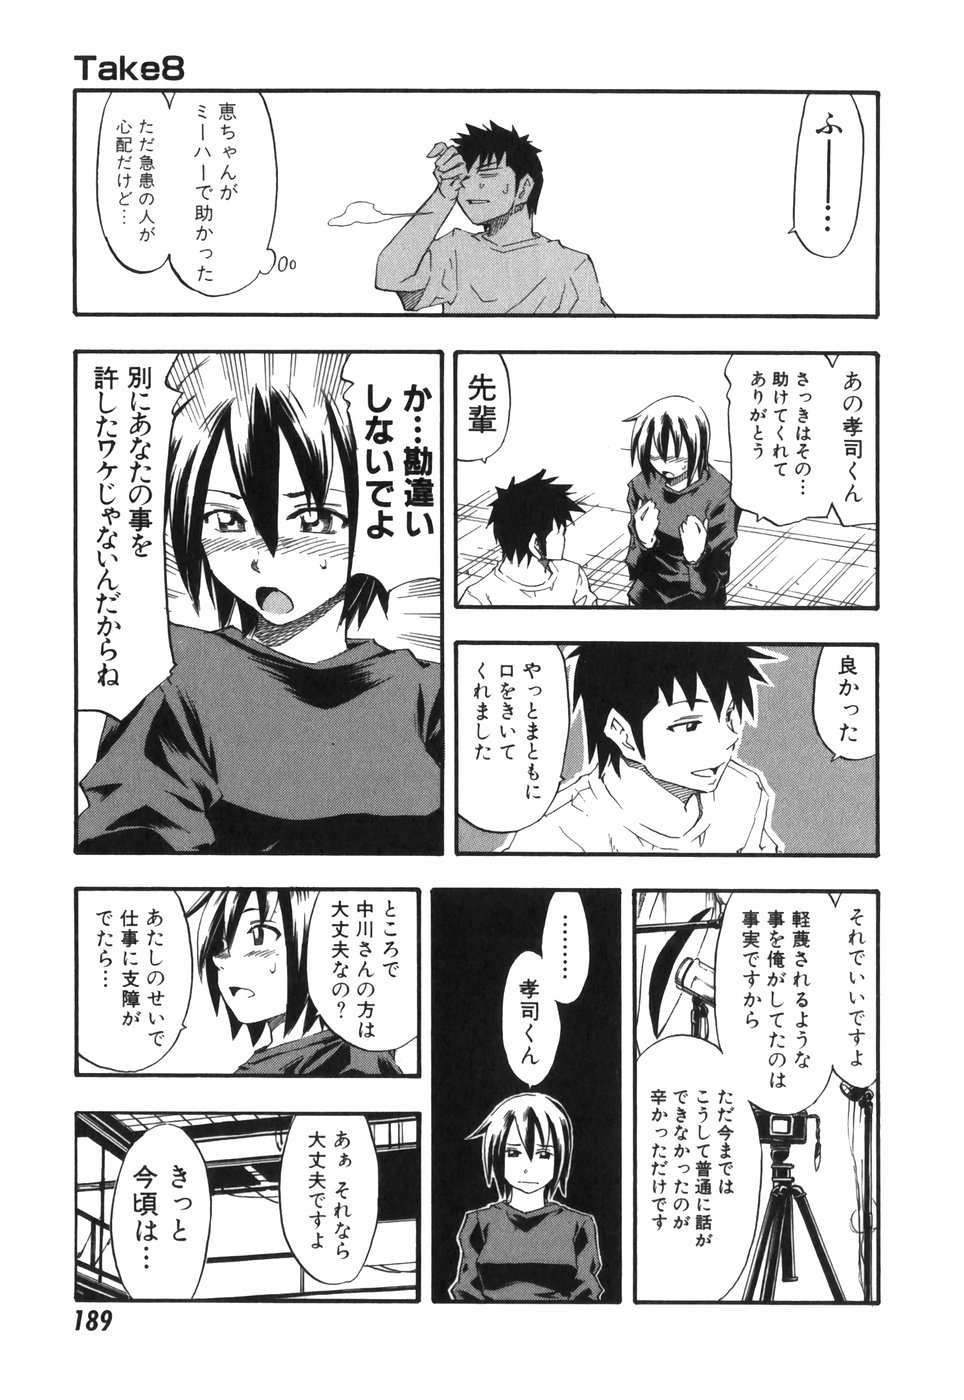 Take8
ふーー…
恵ちゃんが
ミーハーで助かった
ただ急患の人が
心配だけど…
あの孝司くん
さっきはその…
助けてくれて
ありがとう
先輩
良かった
やっとまともに
口をきいて
くれました
か…勘違い
しないでよ
別にあなたの事を
許したワケじゃないんだからね
それでいいですよ
軽蔑されるような
事を俺がしてたのは
事実ですから
ただ今までは
こうして普通に話が
できなかったのが
辛かっただけです
………
孝司くん
ところで
中川さんの方は
大丈夫なの?
あたしのせいで
仕事に支障が
でたら…
あぁ それなら
大丈夫ですよ
きっと
今頃は…
189